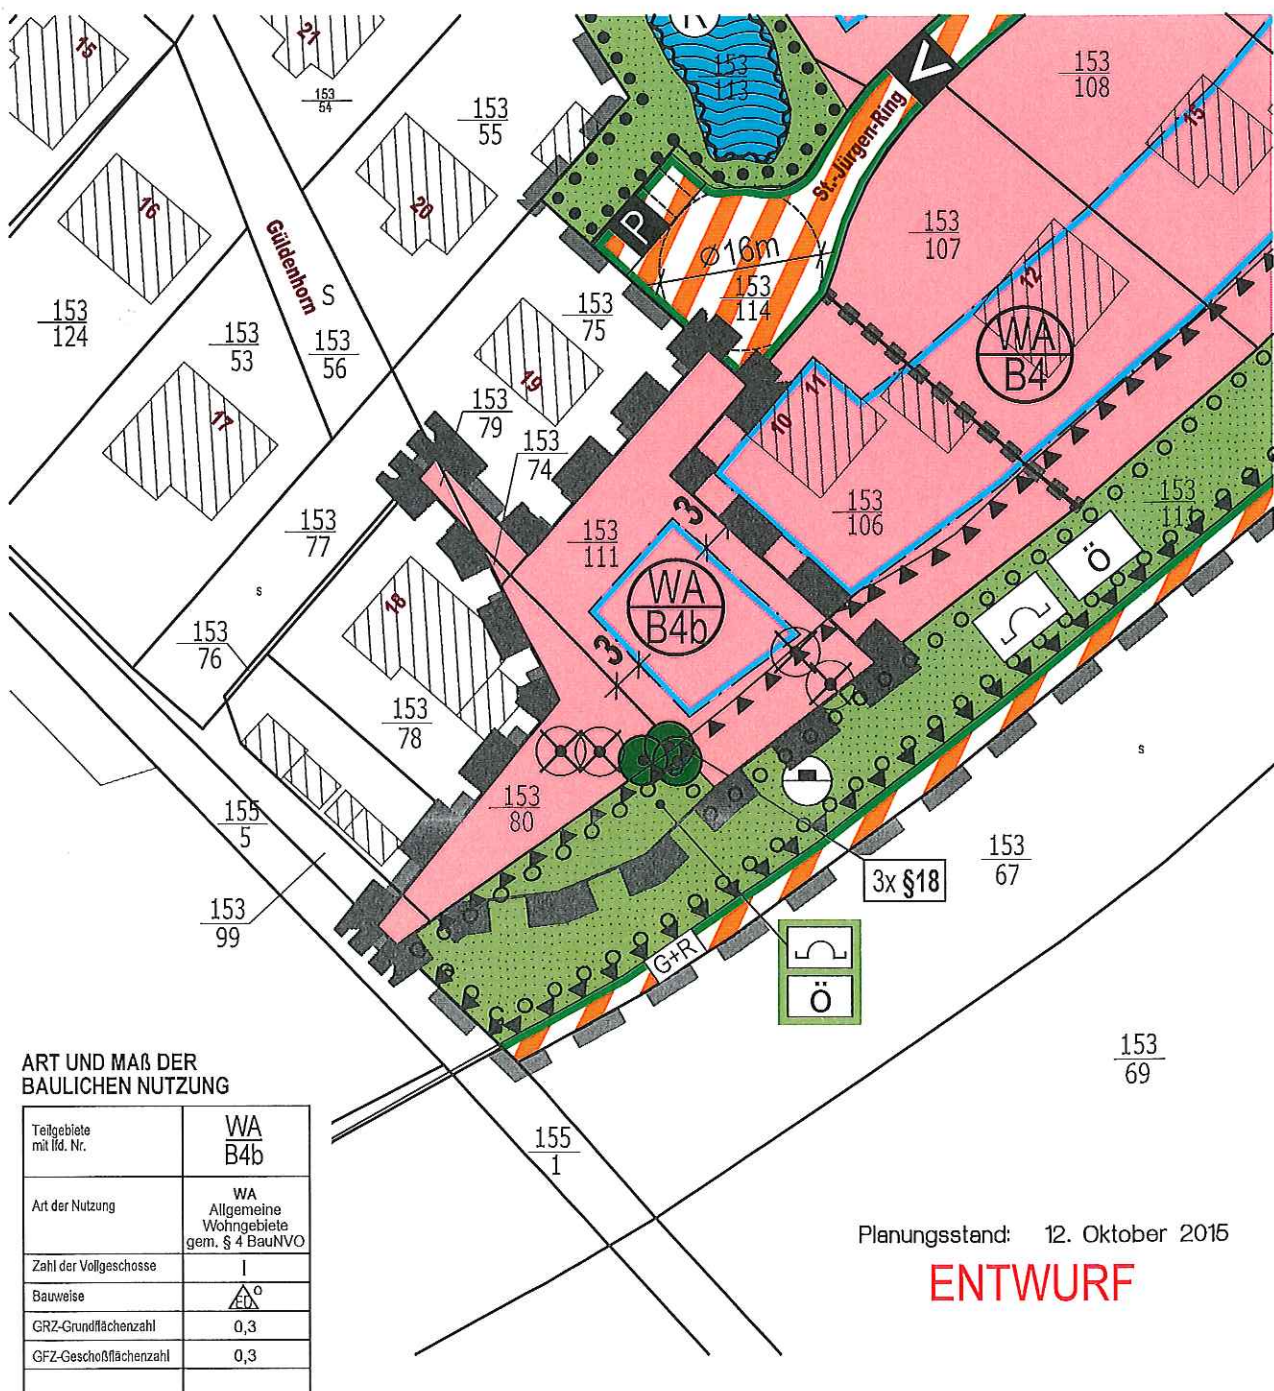 R
153
113
V
St.-Jürgen-Ring
153
108
15
21
153
54
153
55
15
16
20
P
ø16m
153
114
153
107
15
12
WA
B4
Güldenhorn
S
153
124
153
53
153
56
153
75
17
19
153
79
153
74
11
10
153
106
153
77
153
111
3
WA
B4b
3
Ö
s
18
153
76
153
78
153
80
155
5
153
99
3x §18
153
67
s
G+R
Ö
153
69
155
1
ART UND MAß DER
BAULICHEN NUTZUNG
Teilgebiete
mit lfd. Nr.
WA
B4b
Art der Nutzung
WA
Allgemeine
Wohngebiete
gem. § 4 BauNVO
Zahl der Vollgeschosse
I
Bauweise
ED
o
GRZ-Grundflächenzahl
0,3
GFZ-Geschoßflächenzahl
0,3
Planungsstand: 12. Oktober 2015
ENTWURF